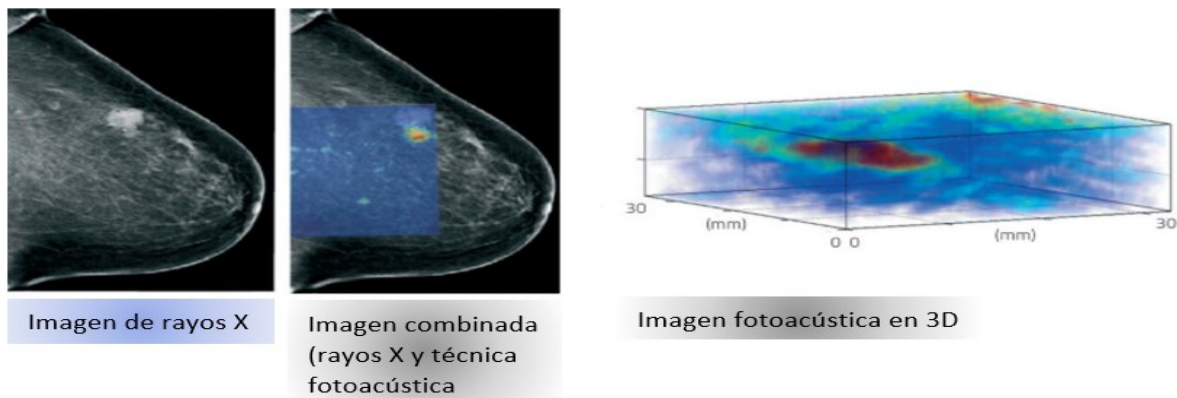 Imagen de rayos X
Imagen combinada
(rayos X y técnica
fotoacústica
30
(mm)
0 0
(mm)
30
Imagen fotoacústica en 3D